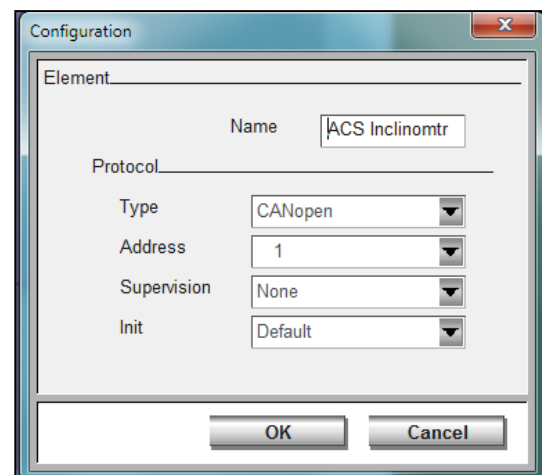 Configuration
Element
Name ACS Inclinomtr
Protocol
Type CANopen
Address 1
Supervision None
Init Default
OK Cancel